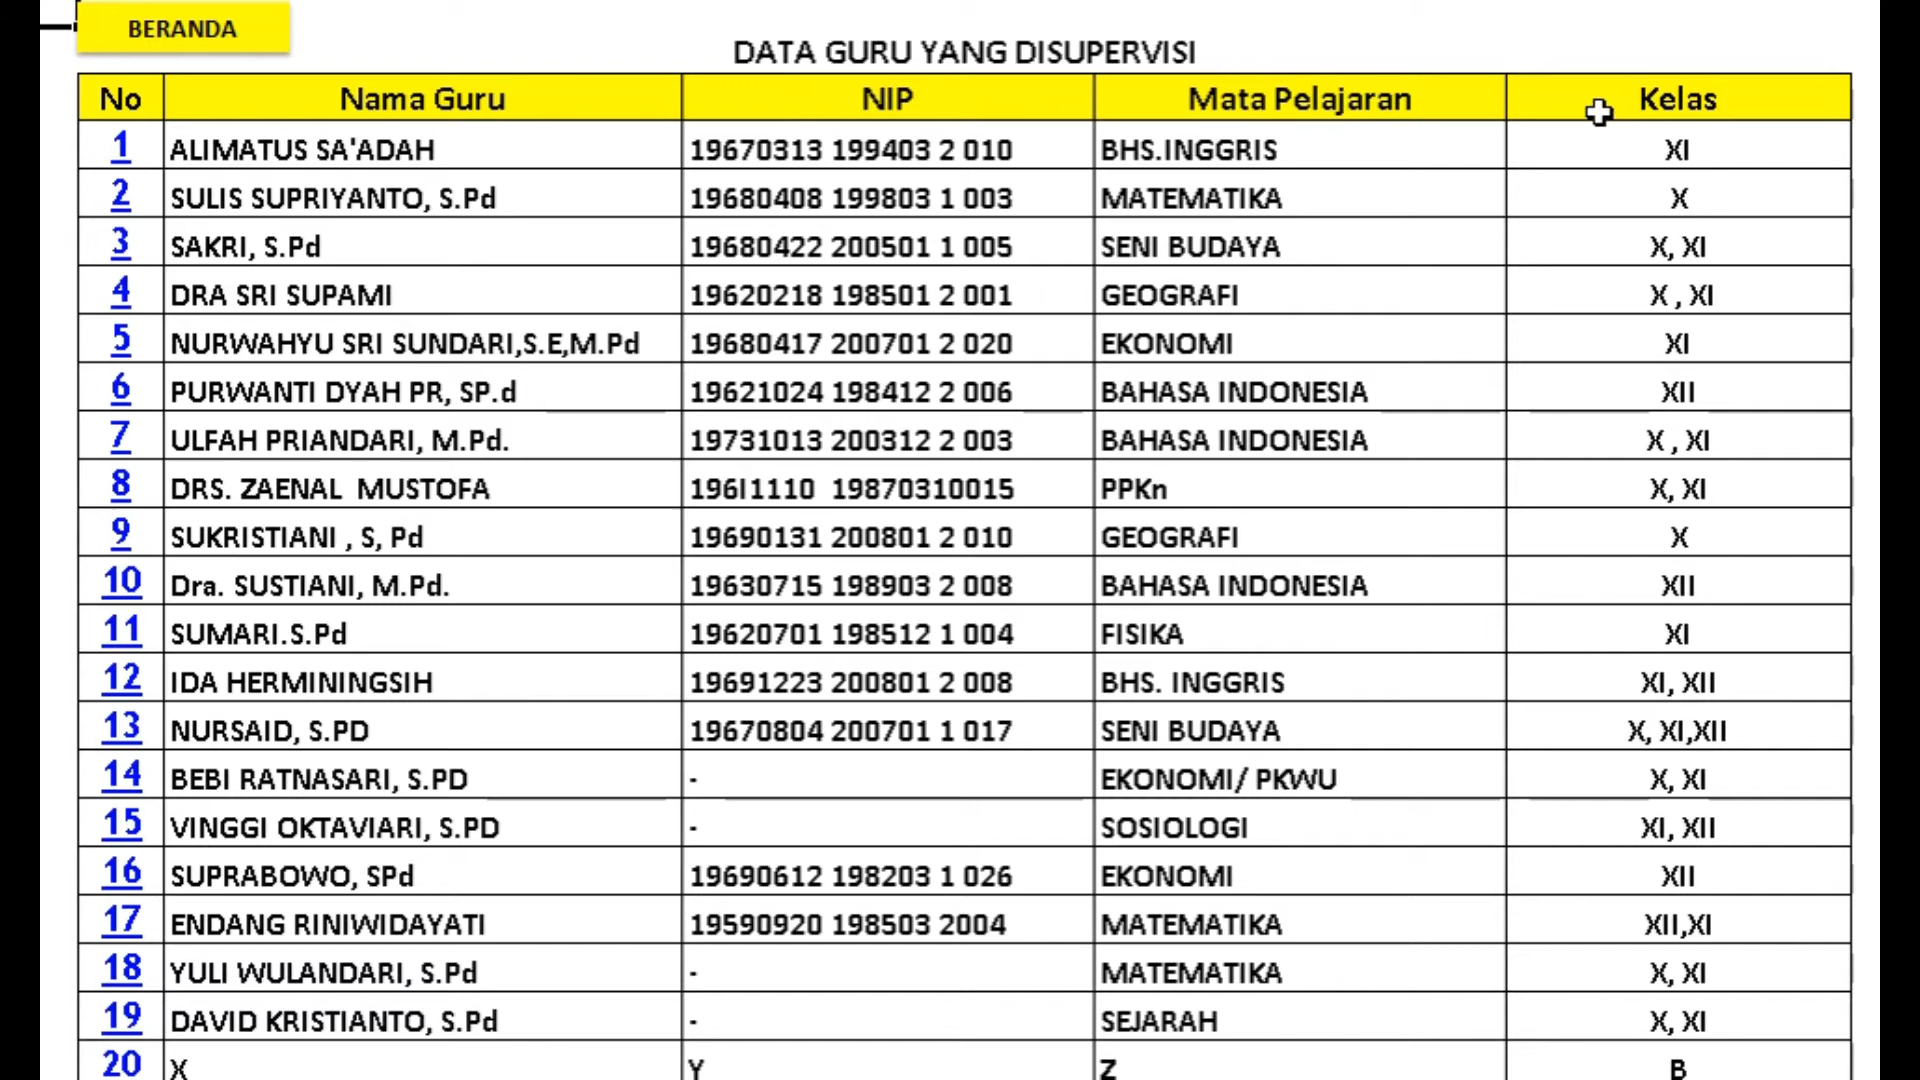 BERANDA
DATA GURU YANG DISUPERVISI
No Nama Guru NIP Mata Pelajaran Kelas
1 ALIMATUS SA'ADAH 19670313 199403 2 010 BHS.INGGRIS XI
2 SULIS SUPRIYANTO, S.Pd 19680408 199803 1 003 MATEMATIKA X
3 SAKRI, S.Pd 19680422 200501 1 005 SENI BUDAYA X, XI
4 DRA SRI SUPAMI 19620218 198501 2 001 GEOGRAFI X , XI
5 NURWAHYU SRI SUNDARI,S.E,M.Pd 19680417 200701 2 020 EKONOMI XI
6 PURWANTI DYAH PR, SP.d 19621024 198412 2 006 BAHASA INDONESIA XII
7 ULFAH PRIANDARI, M.Pd. 19731013 200312 2 003 BAHASA INDONESIA X , XI
8 DRS. ZAENAL  MUSTOFA 196I1110  19870310015 PPKn X, XI
9 SUKRISTIANI , S, Pd 19690131 200801 2 010 GEOGRAFI X
10 Dra. SUSTIANI, M.Pd. 19630715 198903 2 008 BAHASA INDONESIA XII
11 SUMARI.S.Pd 19620701 198512 1 004 FISIKA XI
12 IDA HERMININGSIH 19691223 200801 2 008 BHS. INGGRIS XI, XII
13 NURSAID, S.PD 19670804 200701 1 017 SENI BUDAYA X, XI,XII
14 BEBI RATNASARI, S.PD - EKONOMI/ PKWU X, XI
15 VINGGI OKTAVIARI, S.PD - SOSIOLOGI XI, XII
16 SUPRABOWO, SPd 19690612 198203 1 026 EKONOMI XII
17 ENDANG RINIWIDAYATI 19590920 198503 2004 MATEMATIKA XII,XI
18 YULI WULANDARI, S.Pd - MATEMATIKA X, XI
19 DAVID KRISTIANTO, S.Pd - SEJARAH X, XI
20 X Y Z B